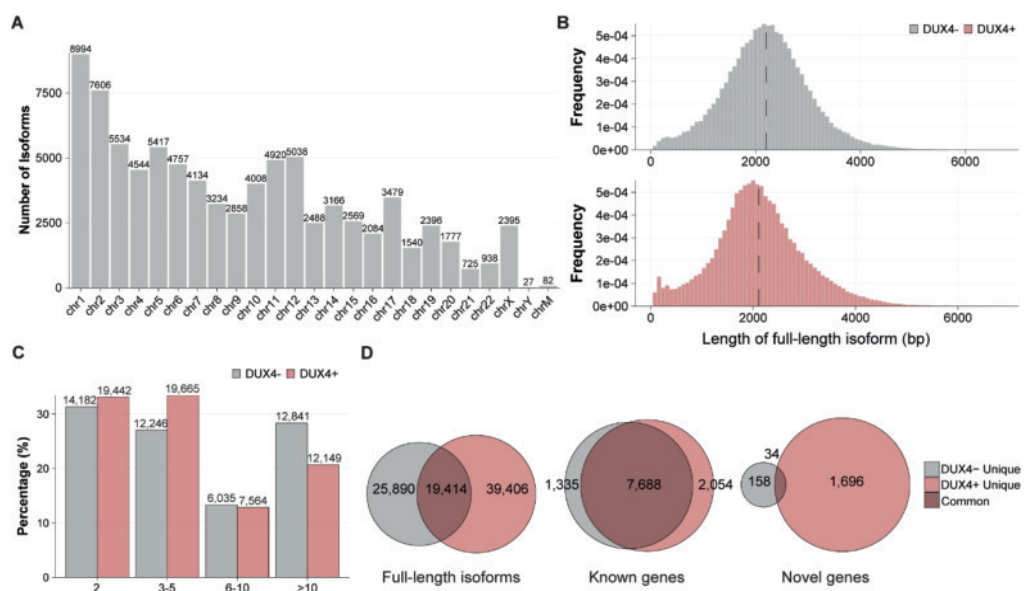 A
Number of Isoforms
7500
5000
2500
0
8994
7606
5534
4544
5417
4757
4134
3234
2858
4008
4920
5038
2488
3166
2569
2084
3479
1540
2396
1777
725
938
2395
27
82
chr1
chr2
chr3
chr4
chr5
chr6
chr7
chr8
chr9
chr10
chr11
chr12
chr13
chr14
chr15
chr16
chr17
chr18
chr19
chr20
chr21
chr22
chrX
chrY
chrM
B
DUX4- DUX4+
Frequency
5e-04
4e-04
3e-04
2e-04
1e-04
0e+00
0 2000 4000 6000
Frequency
5e-04
4e-04
3e-04
2e-04
1e-04
0e+00
0 2000 4000 6000
Length of full-length isoform (bp)
C
DUX4- DUX4+
Percentage (%)
30
20
10
0
14,182 19,442
12,246 19,665
6,035 7,564
12,841 12,149
2 3-5 6-10 >10
D
25,890 19,414 39,406
Full-length isoforms
1,335 7,688 2,054
Known genes
34
158 1,696
Novel genes
DUX4− Unique
DUX4+ Unique
Common